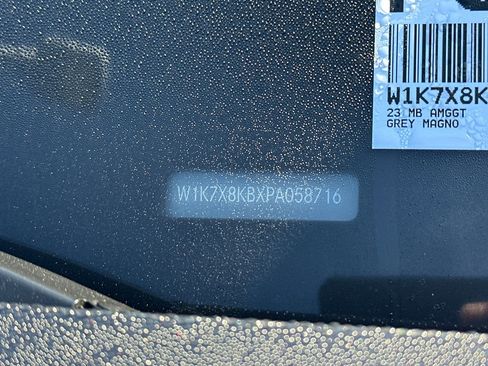 W1K7X8K
23 MB AMGGT
GREY MAGNO
W1K7X8KBXPA058716